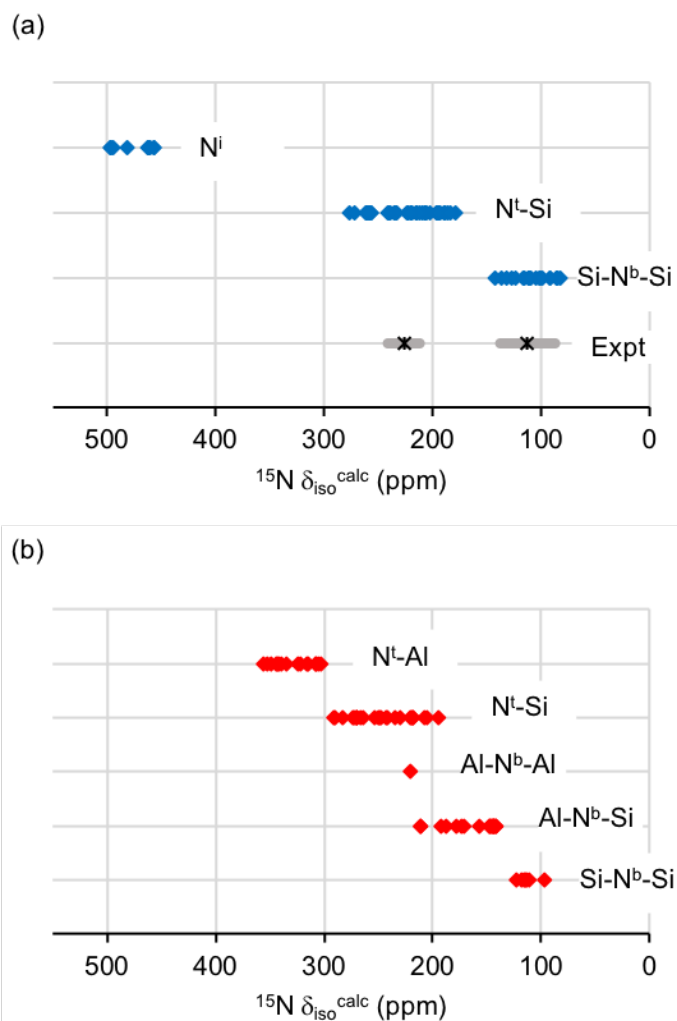 (a)
Nⁱ
Nᵗ-Si
Si-Nᵇ-Si
Expt
500 400 300 200 100 0
¹⁵N δᵢₛₒᶜᵃˡᶜ (ppm)
(b)
Nᵗ-Al
Nᵗ-Si
Al-Nᵇ-Al
Al-Nᵇ-Si
Si-Nᵇ-Si
500 400 300 200 100 0
¹⁵N δᵢₛₒᶜᵃˡᶜ (ppm)